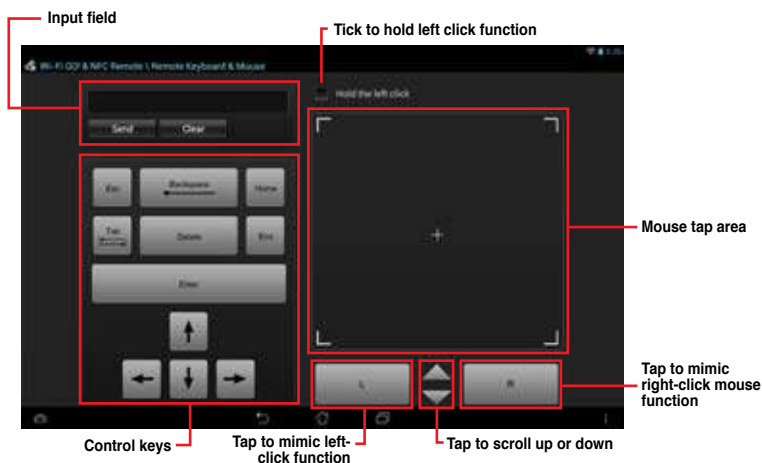 Input field
Tick to hold left click function
Wi-Fi GO! & NFC Remote \ Remote Keyboard & Mouse
Hold the left click
Send Clear
Esc Backspace Home
Tab Delete End
Enter
Mouse tap area
L R
Tap to mimic
right-click mouse
function
Control keys
Tap to mimic left-
click function
Tap to scroll up or down